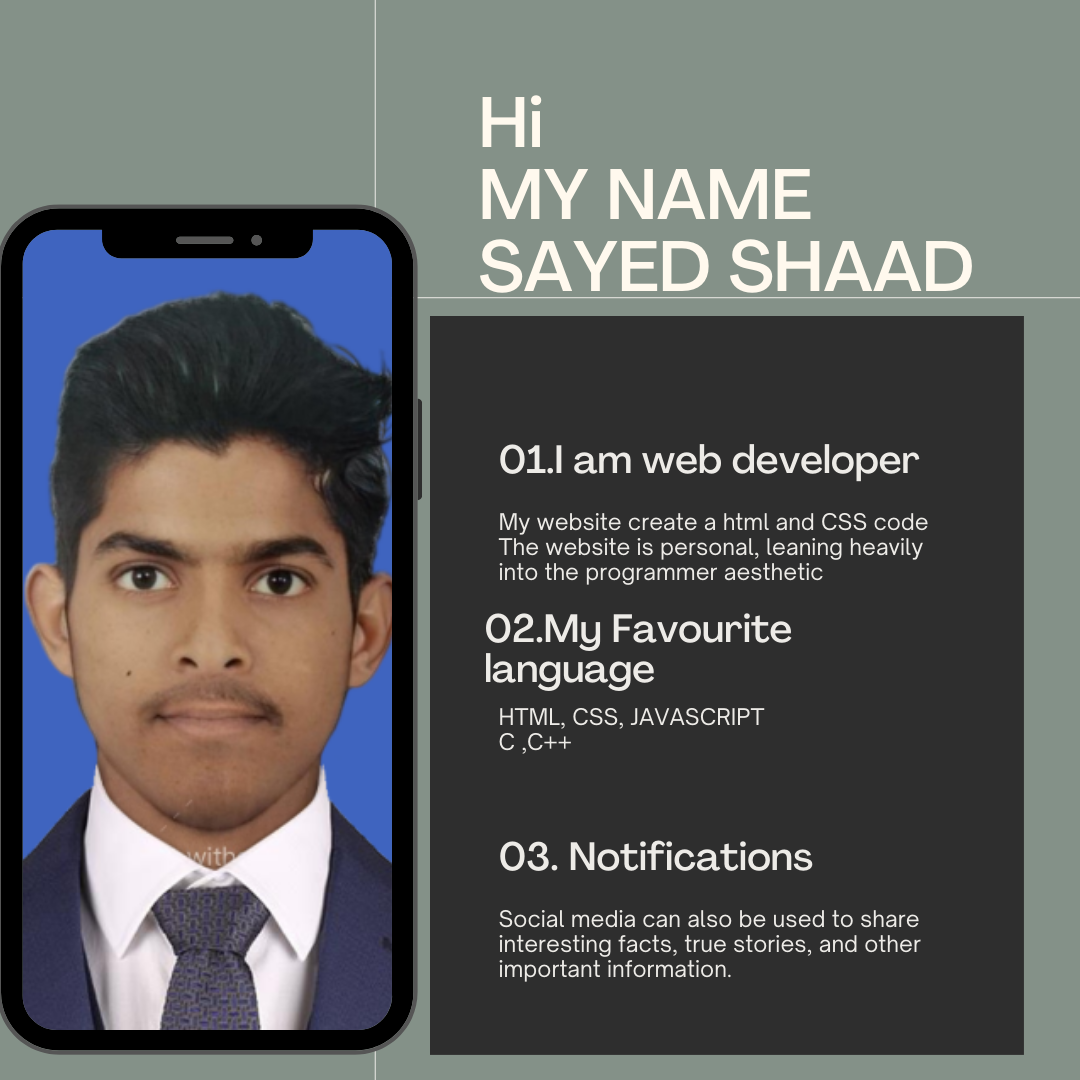 Hi
MY NAME
SAYED SHAAD
01.I am web developer
My website create a html and CSS code
The website is personal, leaning heavily
into the programmer aesthetic
02.My Favourite
language
HTML, CSS, JAVASCRIPT
C ,C++
with
03. Notifications
Social media can also be used to share
interesting facts, true stories, and other
important information.